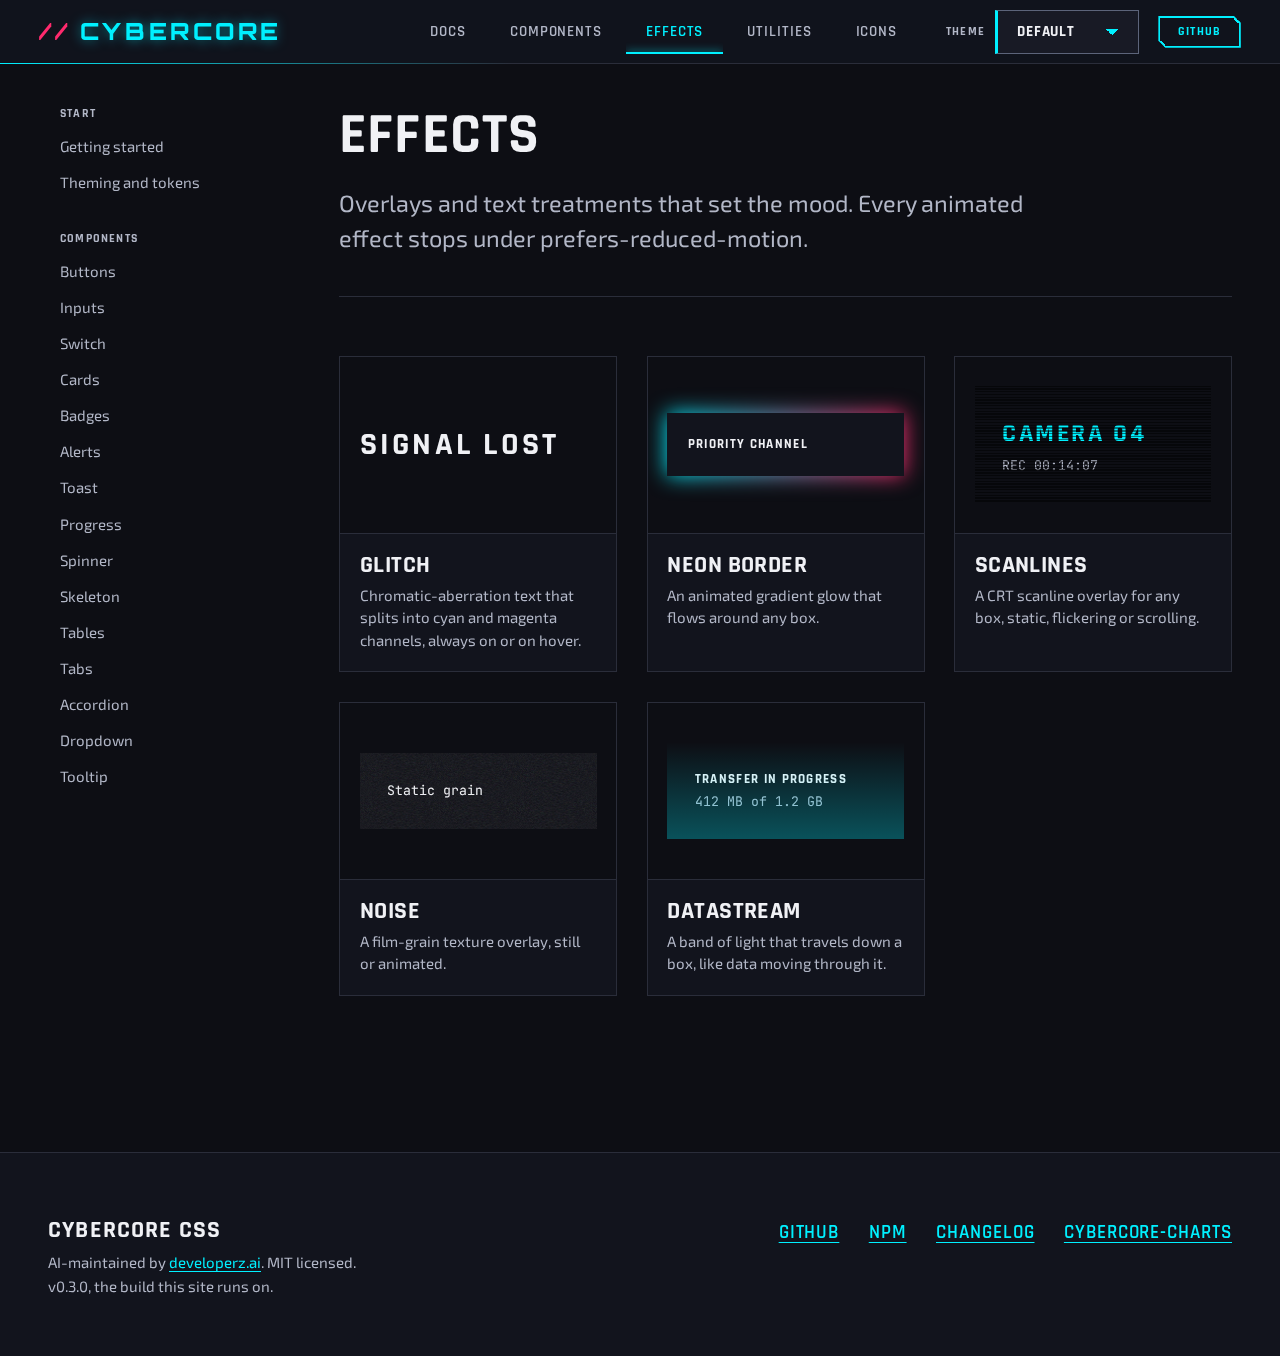 // CYBERCORE
DOCS
COMPONENTS
EFFECTS
UTILITIES
ICONS
THEME
DEFAULT
GITHUB
START
Getting started
Theming and tokens
COMPONENTS
Buttons
Inputs
Switch
Cards
Badges
Alerts
Toast
Progress
Spinner
Skeleton
Tables
Tabs
Accordion
Dropdown
Tooltip
EFFECTS
Overlays and text treatments that set the mood. Every animated
effect stops under prefers-reduced-motion.
SIGNAL LOST
GLITCH
Chromatic-aberration text that
splits into cyan and magenta
channels, always on or on hover.
PRIORITY CHANNEL
NEON BORDER
An animated gradient glow that
flows around any box.
CAMERA 04
REC 00:14:07
SCANLINES
A CRT scanline overlay for any
box, static, flickering or scrolling.
Static grain
NOISE
A film-grain texture overlay, still
or animated.
TRANSFER IN PROGRESS
412 MB of 1.2 GB
DATASTREAM
A band of light that travels down a
box, like data moving through it.
CYBERCORE CSS
AI-maintained by developerz.ai. MIT licensed.
v0.3.0, the build this site runs on.
GITHUB
NPM
CHANGELOG
CYBERCORE-CHARTS